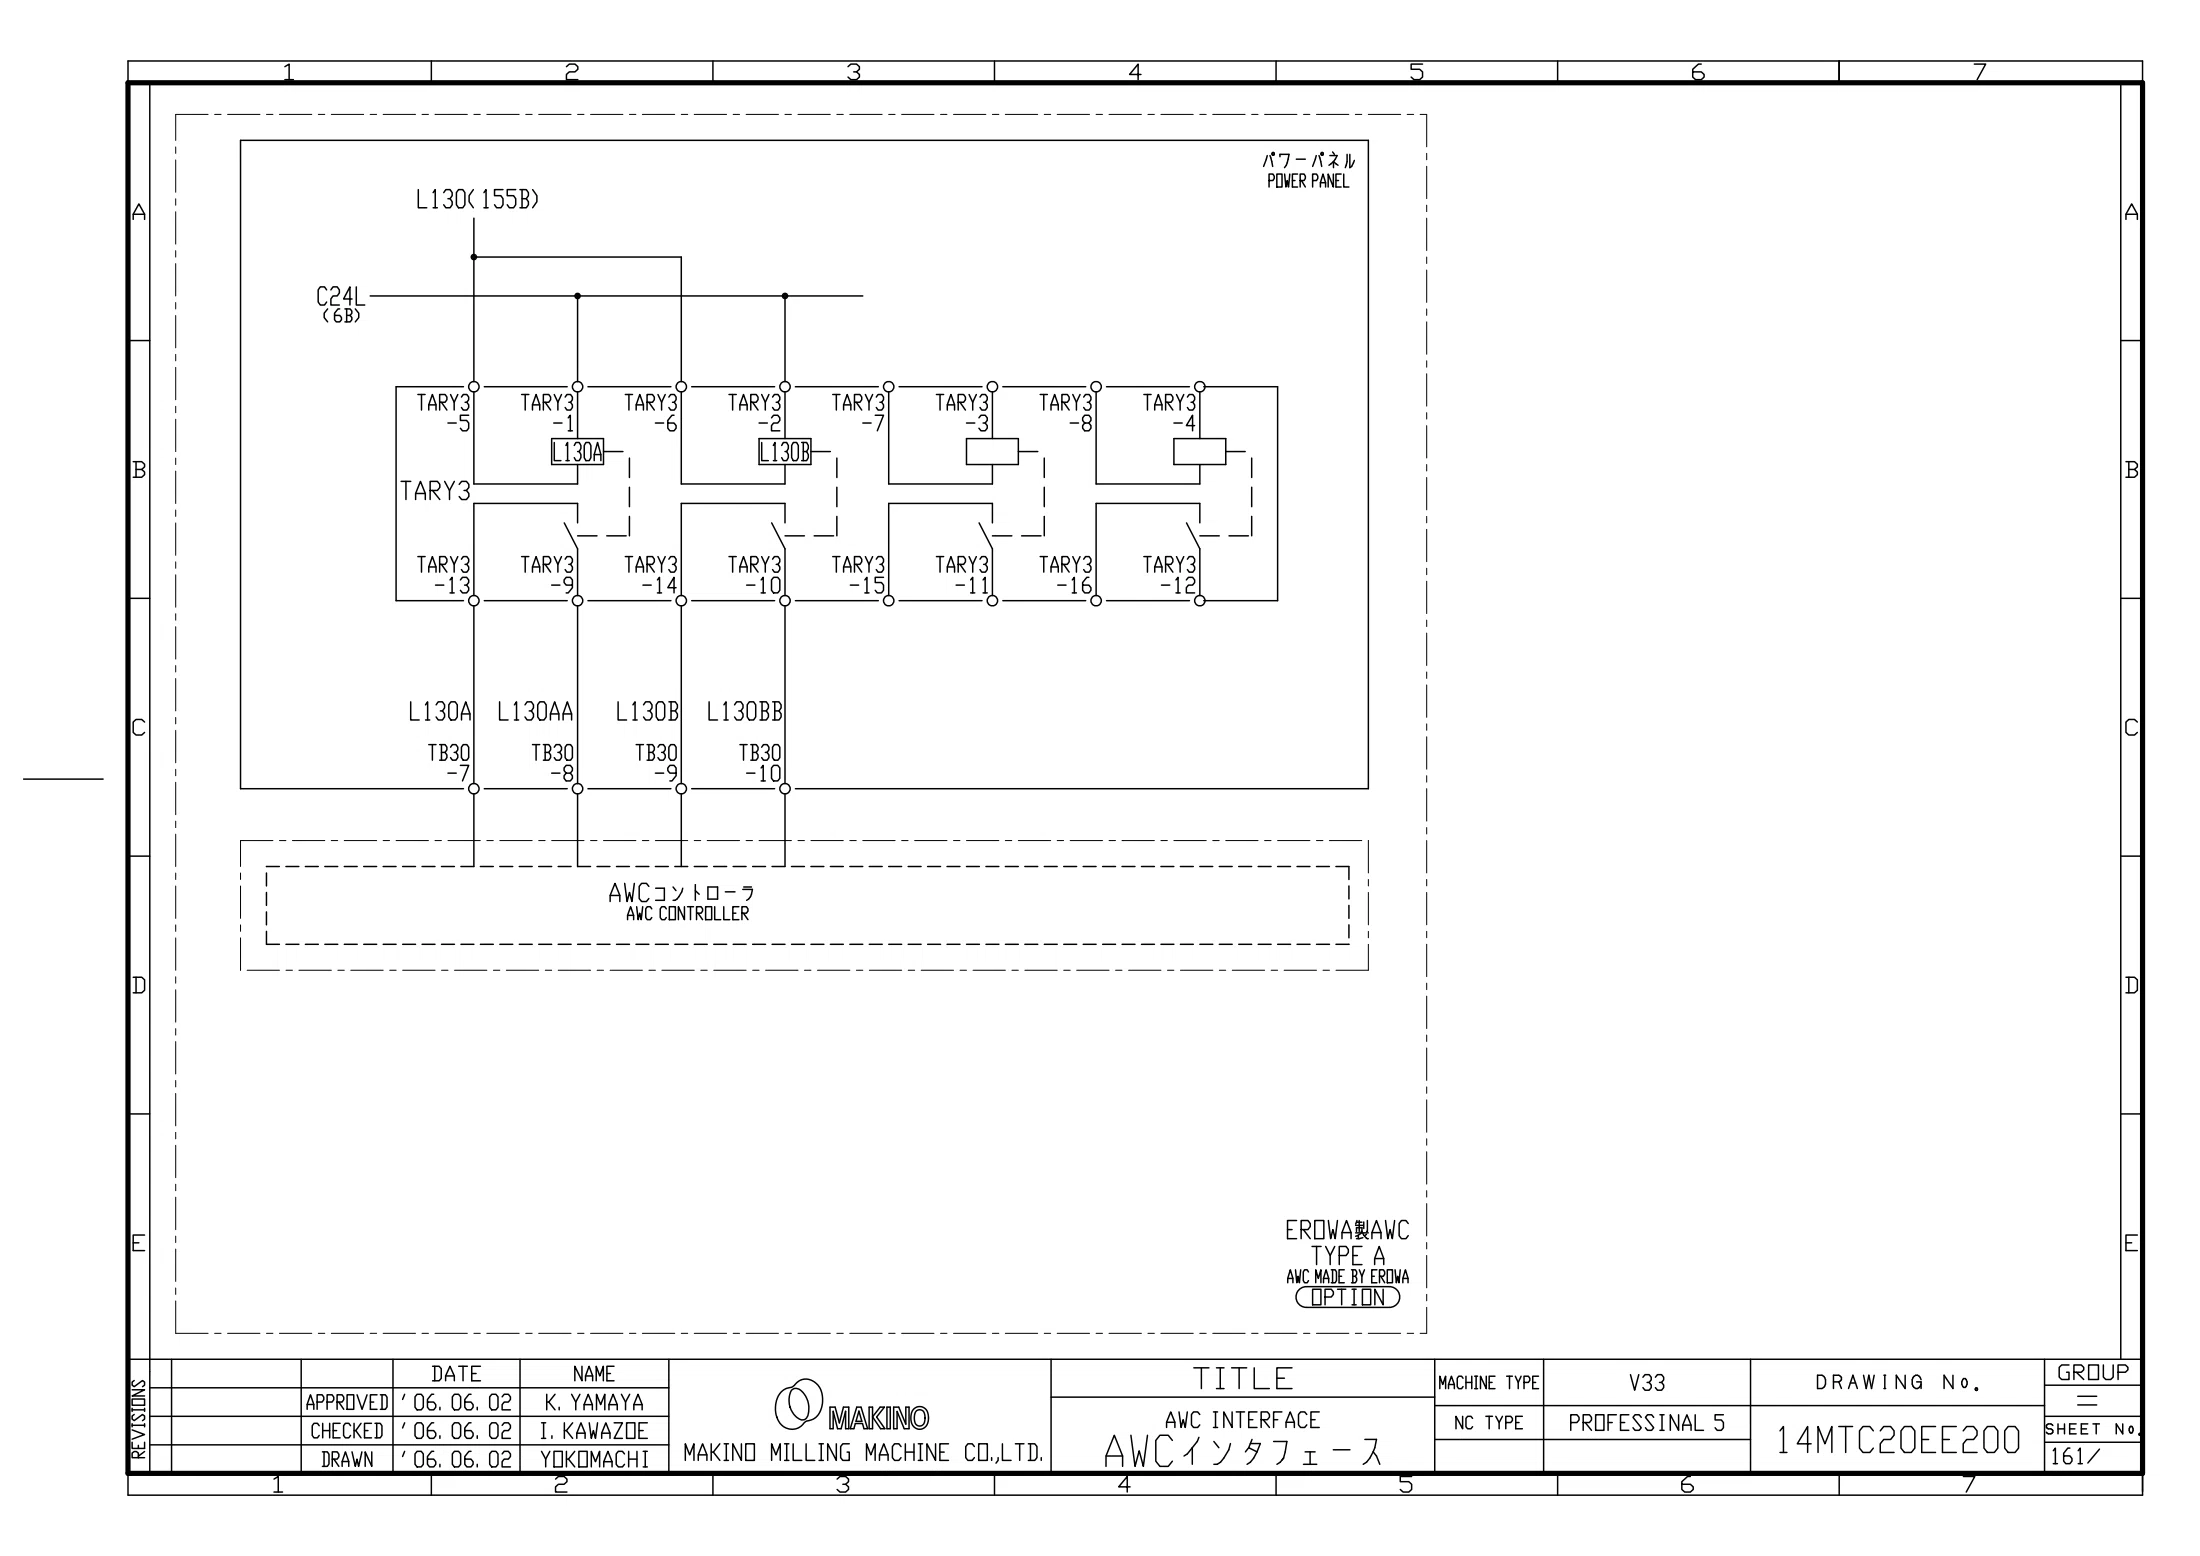 1 2 3 4 5 6 7
A A
B B
C C
D D
E E
パワーパネル
POWER PANEL
L130(155B)
C24L
(6B)
TARY3 TARY3 TARY3 TARY3 TARY3 TARY3 TARY3 TARY3
-5 -1 -6 -2 -7 -3 -8 -4
L130A L130B
TARY3
TARY3 TARY3 TARY3 TARY3 TARY3 TARY3 TARY3 TARY3
-13 -9 -14 -10 -15 -11 -16 -12
L130A L130AA L130B L130BB
TB30 TB30 TB30 TB30
-7 -8 -9 -10
AWCコントローラ
AWC CONTROLLER
EROWA製AWC
TYPE A
AWC MADE BY EROWA
OPTION
REVISIONS
DATE NAME
APPROVED '06.06.02 K. YAMAYA
CHECKED '06.06.02 I. KAWAZOE
DRAWN '06.06.02 YOKOMACHI
MAKINO
MAKINO MILLING MACHINE CO.,LTD.
TITLE
AWC INTERFACE
AWCインタフェース
MACHINE TYPE V33
NC TYPE PROFESSINAL 5
DRAWING No.
14MTC20EE200
GROUP
=
SHEET No.
161/
1 2 3 4 5 6 7